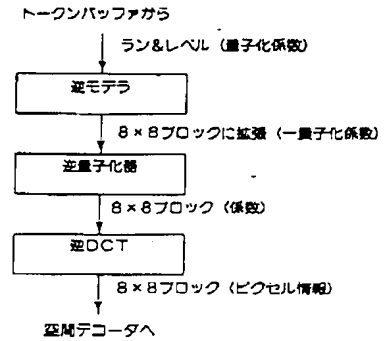 トークンバッファから
ラン&レベル（量子化係数）
逆モデラ
8×8ブロックに拡張（一量子化係数）
逆量子化器
8×8ブロック（係数）
逆DCT
8×8ブロック（ピクセル情報）
空間デコーダへ